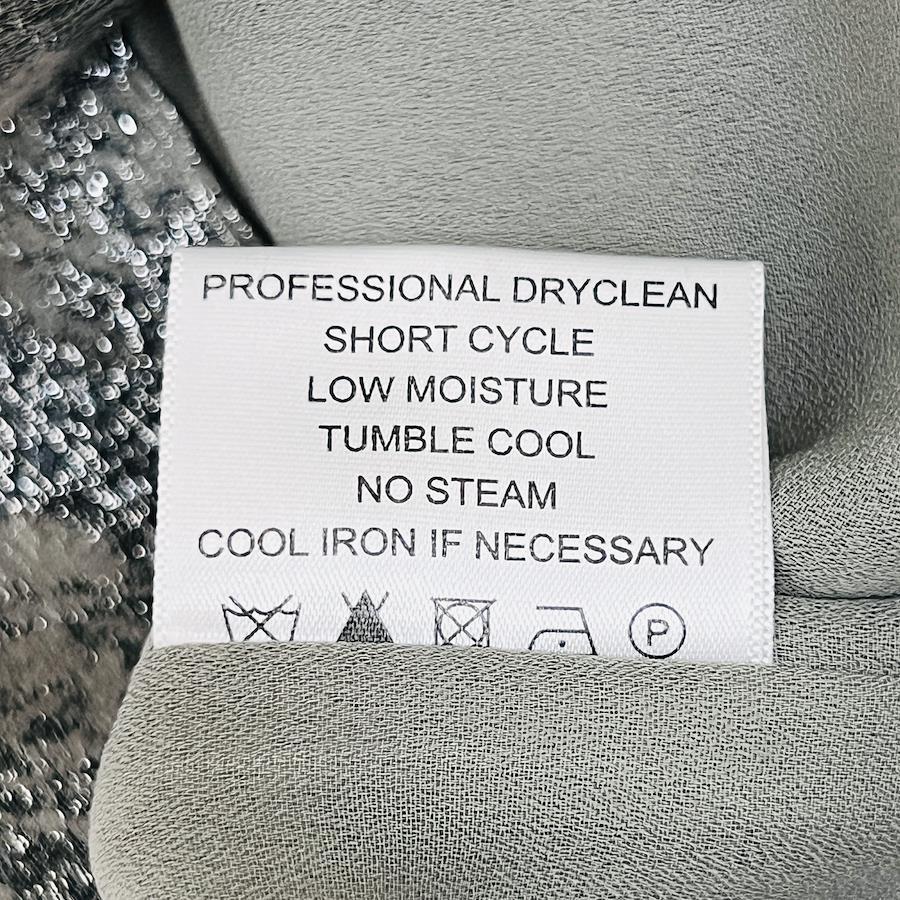 PROFESSIONAL DRYCLEAN
SHORT CYCLE
LOW MOISTURE
TUMBLE COOL
NO STEAM
COOL IRON IF NECESSARY
P